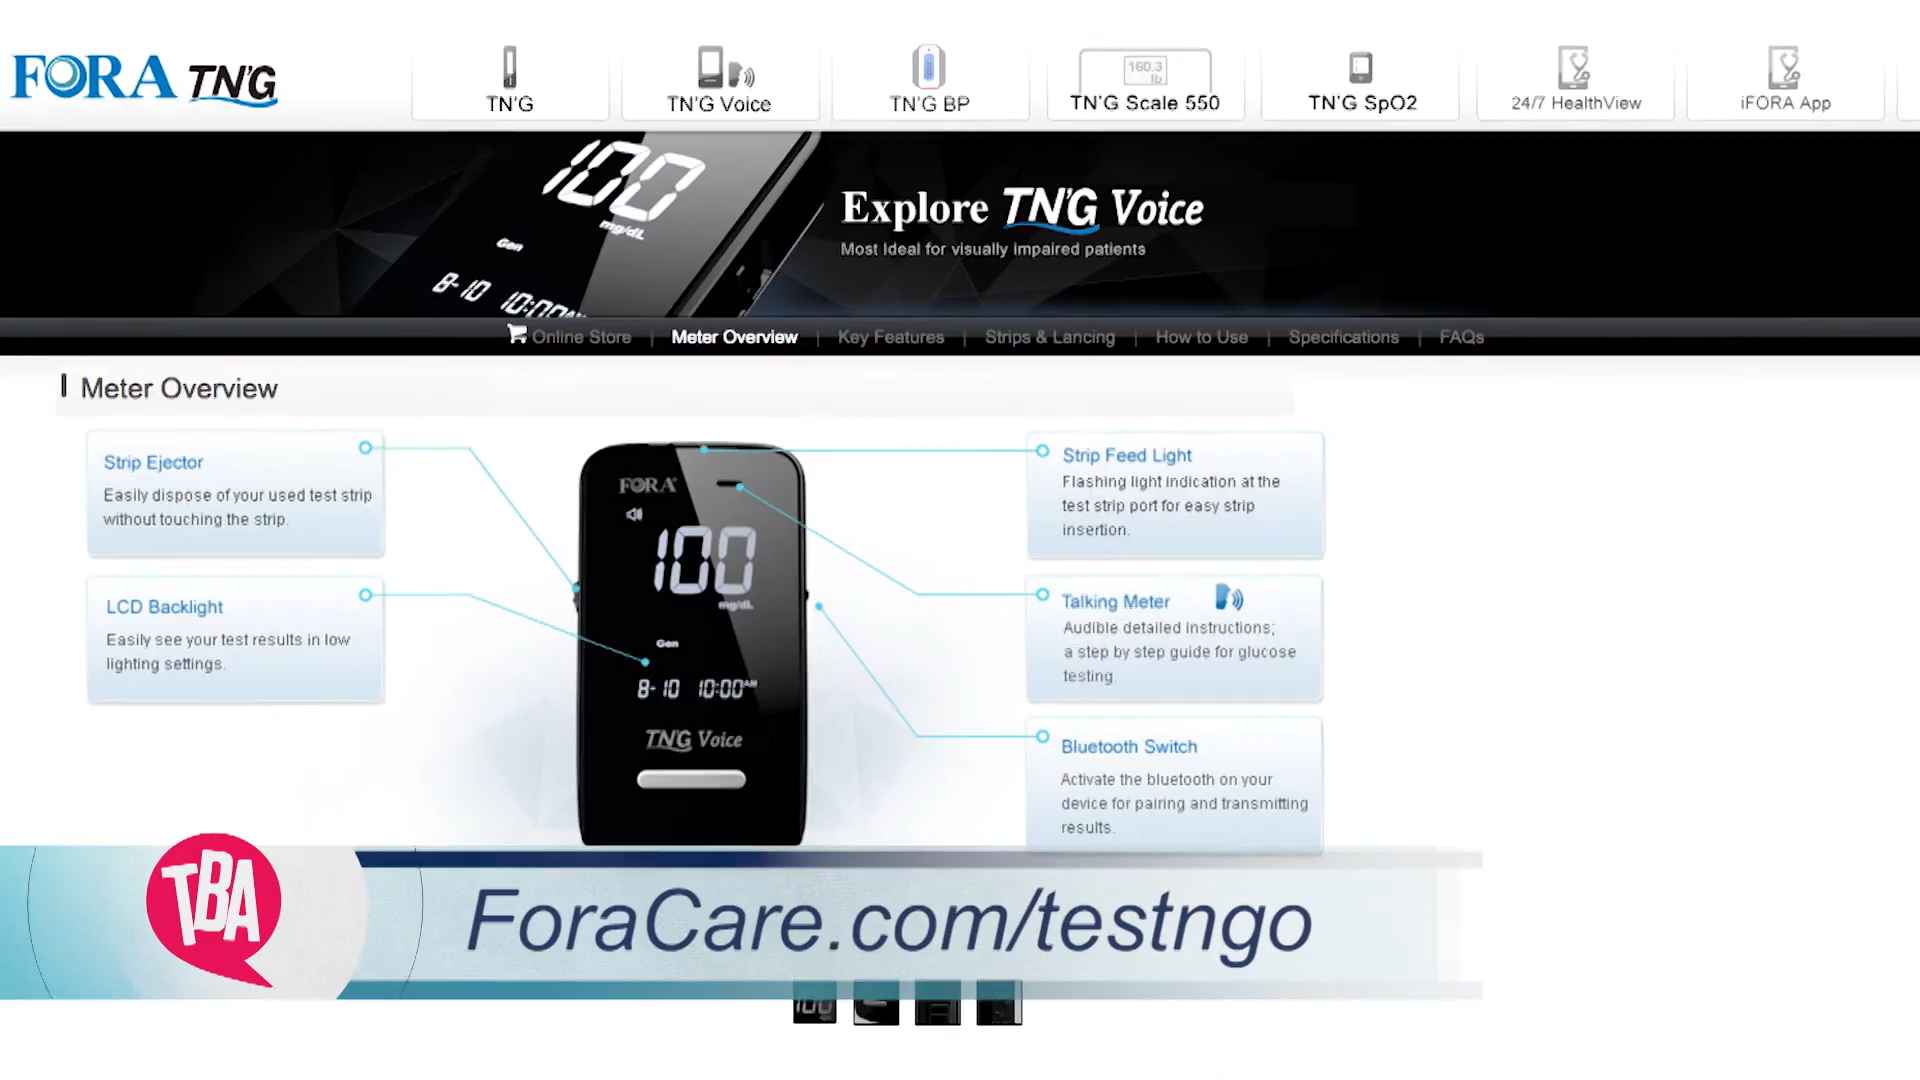 FORA TN'G
TN'G
TN'G Voice
TN'G BP
160.3
lb
TN'G Scale 550
TN'G SpO2
24/7 HealthView
iFORA App
100
mg/dL
Gen
8-10 10:00
Explore TN'G Voice
Most Ideal for visually impaired patients
Online Store | Meter Overview | Key Features | Strips & Lancing | How to Use | Specifications | FAQs
Meter Overview
Strip Ejector
Easily dispose of your used test strip
without touching the strip.
LCD Backlight
Easily see your test results in low
lighting settings.
FORA
100
mg/dL
Gen
8-10 10:00AM
TN'G Voice
Strip Feed Light
Flashing light indication at the
test strip port for easy strip
insertion.
Talking Meter
Audible detailed instructions;
a step by step guide for glucose
testing.
Bluetooth Switch
Activate the bluetooth on your
device for pairing and transmitting
results.
TBA
ForaCare.com/testngo
100